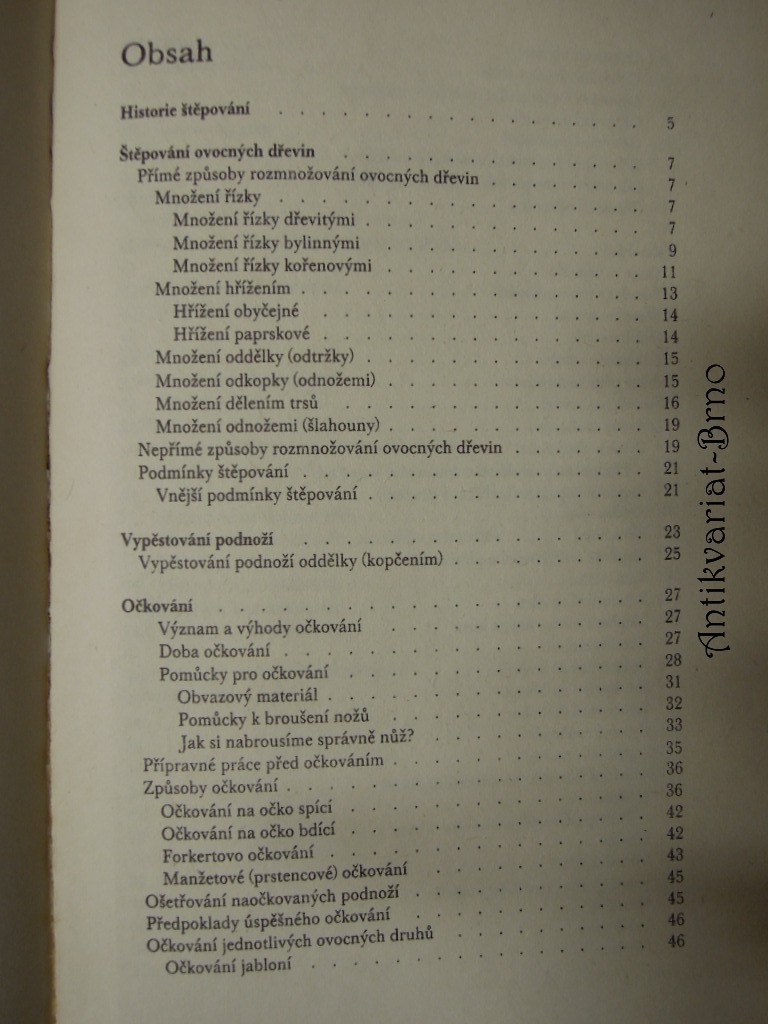 Obsah
Historie štěpování . . . . . . . . . . . . . . . 5
Štěpování ovocných dřevin . . . . . . . . . . . . 7
Přímé způsoby rozmnožování ovocných dřevin . . . . . . 7
Množení řízky . . . . . . . . . . . . . . 7
Množení řízky dřevitými . . . . . . . . . . . 7
Množení řízky bylinnými . . . . . . . . . . 9
Množení řízky kořenovými . . . . . . . . . . 11
Množení hřížením . . . . . . . . . . . . . 13
Hřížení obyčejné . . . . . . . . . . . . 14
Hřížení paprskové . . . . . . . . . . . . 14
Množení oddělky (odtržky) . . . . . . . . . . . 15
Množení odkopky (odnožemi) . . . . . . . . . . 15
Množení dělením trsů . . . . . . . . . . . . 16
Množení odnožemi (šlahouny) . . . . . . . . . . 19
Nepřímé způsoby rozmnožování ovocných dřevin . . . . . 19
Podmínky štěpování . . . . . . . . . . . . . 21
Vnější podmínky štěpování . . . . . . . . . . . 21
Vypěstování podnoží . . . . . . . . . . . . . . 23
Vypěstování podnoží oddělky (kopčením) . . . . . . . . 25
Očkování . . . . . . . . . . . . . . . . . 27
Význam a výhody očkování . . . . . . . . . . 27
Doba očkování . . . . . . . . . . . . . . 27
Pomůcky pro očkování . . . . . . . . . . . . 28
Obvazový materiál . . . . . . . . . . . . 31
Pomůcky k broušení nožů . . . . . . . . . . 32
Jak si nabrousíme správně nůž? . . . . . . . . 33
Přípravné práce před očkováním . . . . . . . . . . 35
Způsoby očkování . . . . . . . . . . . . . . 36
Očkování na očko spící . . . . . . . . . . . 36
Očkování na očko bdící . . . . . . . . . . . 42
Forkertovo očkování . . . . . . . . . . . . 42
Manžetové (prstencové) očkování . . . . . . . . 43
Ošetřování naočkovaných podnoží . . . . . . . . . 45
Předpoklady úspěšného očkování . . . . . . . . . 45
Očkování jednotlivých ovocných druhů . . . . . . . 46
Očkování jabloní . . . . . . . . . . . . . 46
Antikvariat-Brno